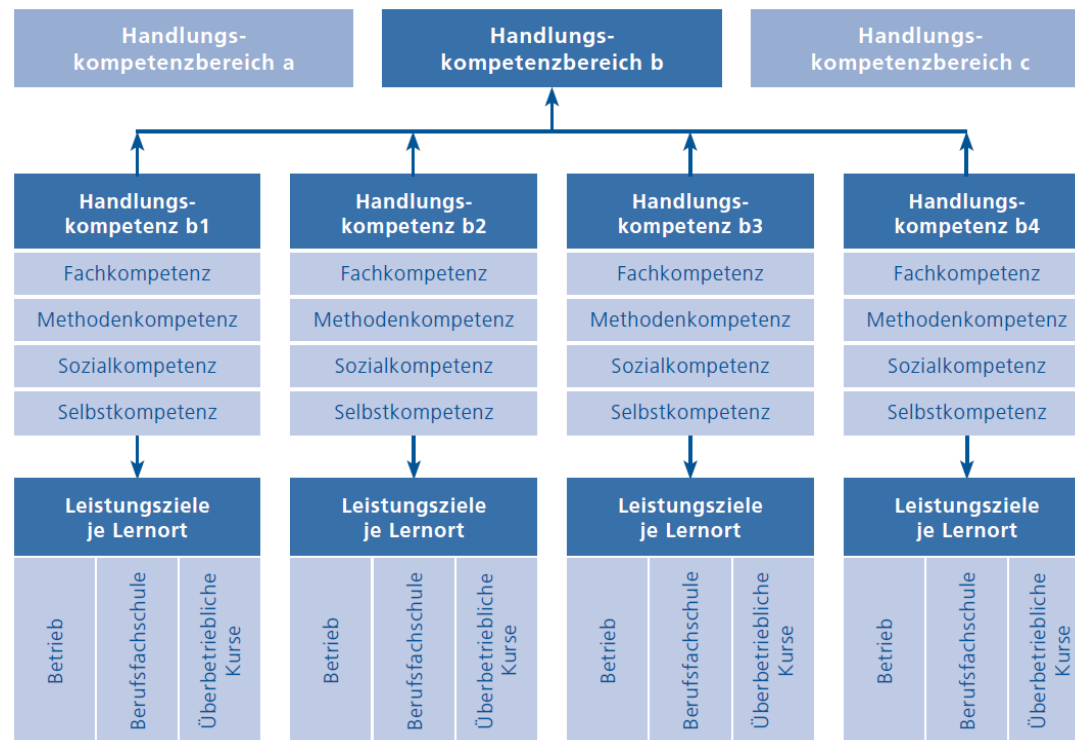 Handlungs-
kompetenzbereich a
Handlungs-
kompetenzbereich b
Handlungs-
kompetenzbereich c
Handlungs-
kompetenz b1
Handlungs-
kompetenz b2
Handlungs-
kompetenz b3
Handlungs-
kompetenz b4
Fachkompetenz
Fachkompetenz
Fachkompetenz
Fachkompetenz
Methodenkompetenz
Methodenkompetenz
Methodenkompetenz
Methodenkompetenz
Sozialkompetenz
Sozialkompetenz
Sozialkompetenz
Sozialkompetenz
Selbstkompetenz
Selbstkompetenz
Selbstkompetenz
Selbstkompetenz
Leistungsziele
je Lernort
Leistungsziele
je Lernort
Leistungsziele
je Lernort
Leistungsziele
je Lernort
Betrieb
Berufsfachschule
Überbetriebliche
Kurse
Betrieb
Berufsfachschule
Überbetriebliche
Kurse
Betrieb
Berufsfachschule
Überbetriebliche
Kurse
Betrieb
Berufsfachschule
Überbetriebliche
Kurse